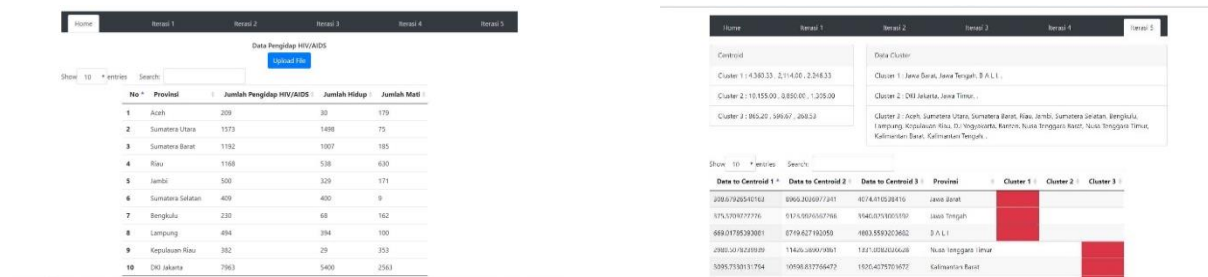 Home Iterasi 1 Iterasi 2 Iterasi 3 Iterasi 4 Iterasi 5
Data Pengidap HIV/AIDS
Upload File
Show 10 entries Search:
No Provinsi Jumlah Pengidap HIV/AIDS Jumlah Hidup Jumlah Mati
1 Aceh 209 30 179
2 Sumatera Utara 1573 1498 75
3 Sumatera Barat 1192 1007 185
4 Riau 1168 538 630
5 Jambi 500 329 171
6 Sumatera Selatan 409 400 9
7 Bengkulu 230 68 162
8 Lampung 494 394 100
9 Kepulauan Riau 382 29 353
10 DKI Jakarta 7963 5400 2563
Home Iterasi 1 Iterasi 2 Iterasi 3 Iterasi 4 Iterasi 5
Centroid
Cluster 1 : 4,363.33 , 2,114.00 , 2,248.33
Cluster 2 : 10,155.00 , 8,850.00 , 1,305.00
Cluster 3 : 865.20 , 596.67 , 268.53
Data Cluster
Cluster 1 : Jawa Barat, Jawa Tengah, B A L I ,
Cluster 2 : DKI Jakarta, Jawa Timur, .
Cluster 3 : Aceh, Sumatera Utara, Sumatera Barat, Riau, Jambi, Sumatera Selatan, Bengkulu,
Lampung, Kepulauan Riau, D.I Yogyakarta, Banten, Nusa Tenggara Barat, Nusa Tenggara Timur,
Kalimantan Barat, Kalimantan Tengah, .
Show 10 entries Search:
Data to Centroid 1 Data to Centroid 2 Data to Centroid 3 Provinsi Cluster 1 Cluster 2 Cluster 3
Jawa Barat
Jawa Tengah
B A L I
Nusa Tenggara Timur
Kalimantan Barat